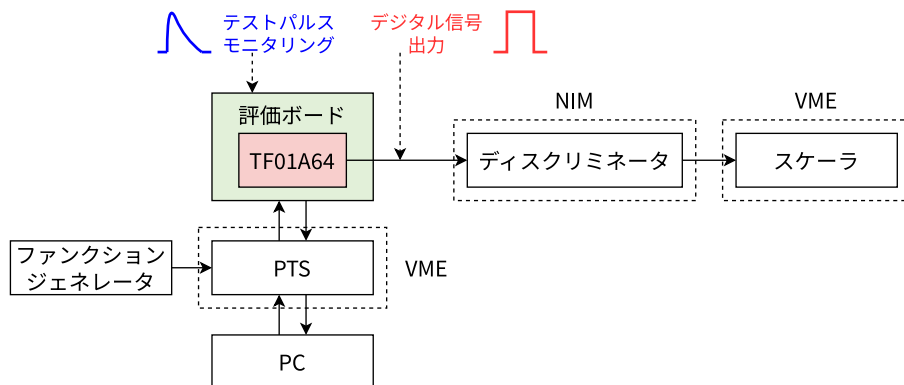 テストパルス
モニタリング
デジタル信号
出力
評価ボード
TF01A64
NIM
ディスクリミネータ
VME
スケーラ
ファンクション
ジェネレータ
PTS
VME
PC